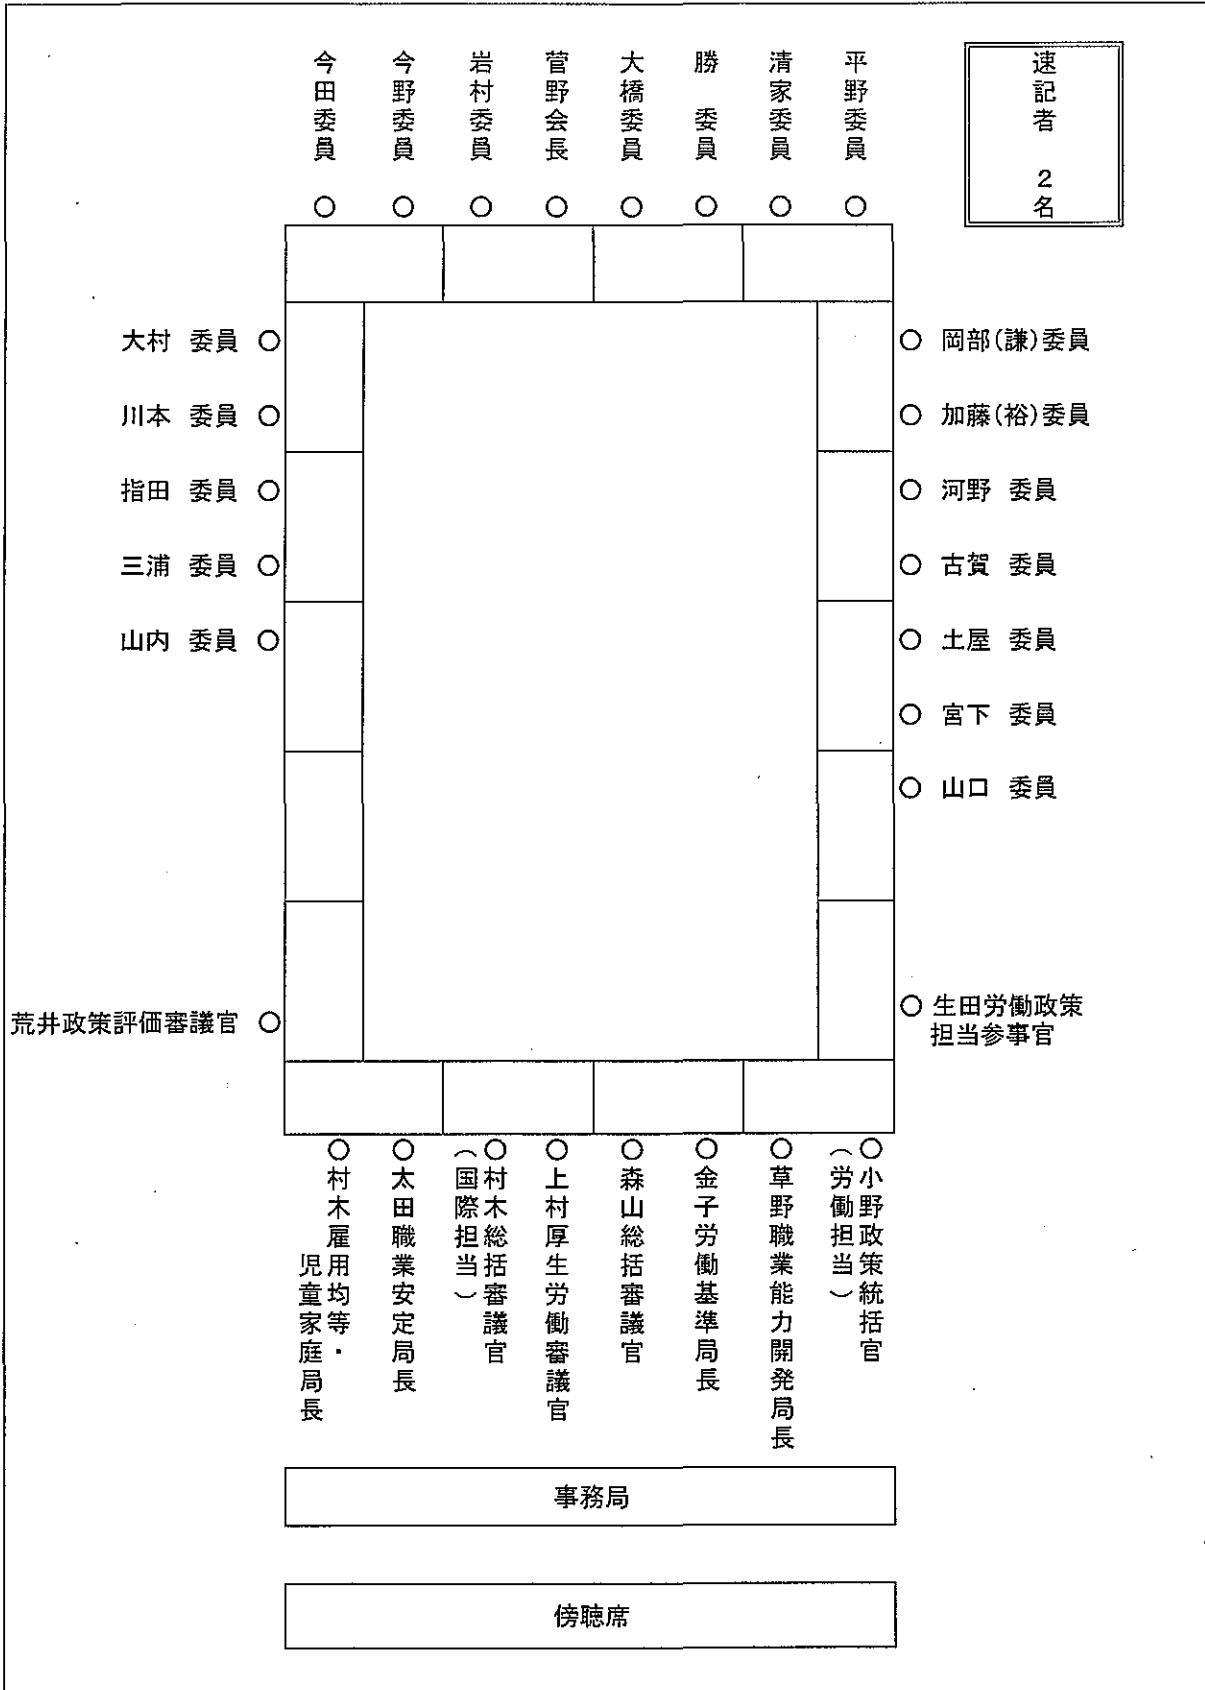 今田委員
今野委員
岩村委員
菅野会長
大橋委員
勝 委員
清家委員
平野委員
速記者 2名
大村 委員
川本 委員
指田 委員
三浦 委員
山内 委員
荒井政策評価審議官
岡部(謙)委員
加藤(裕)委員
河野 委員
古賀 委員
土屋 委員
宮下 委員
山口 委員
生田労働政策
担当参事官
村木雇用均等・
児童家庭局長
太田職業安定局長
村木総括審議官
(国際担当)
上村厚生労働審議官
森山総括審議官
金子労働基準局長
草野職業能力開発局長
小野政策統括官
(労働担当)
事務局
傍聴席